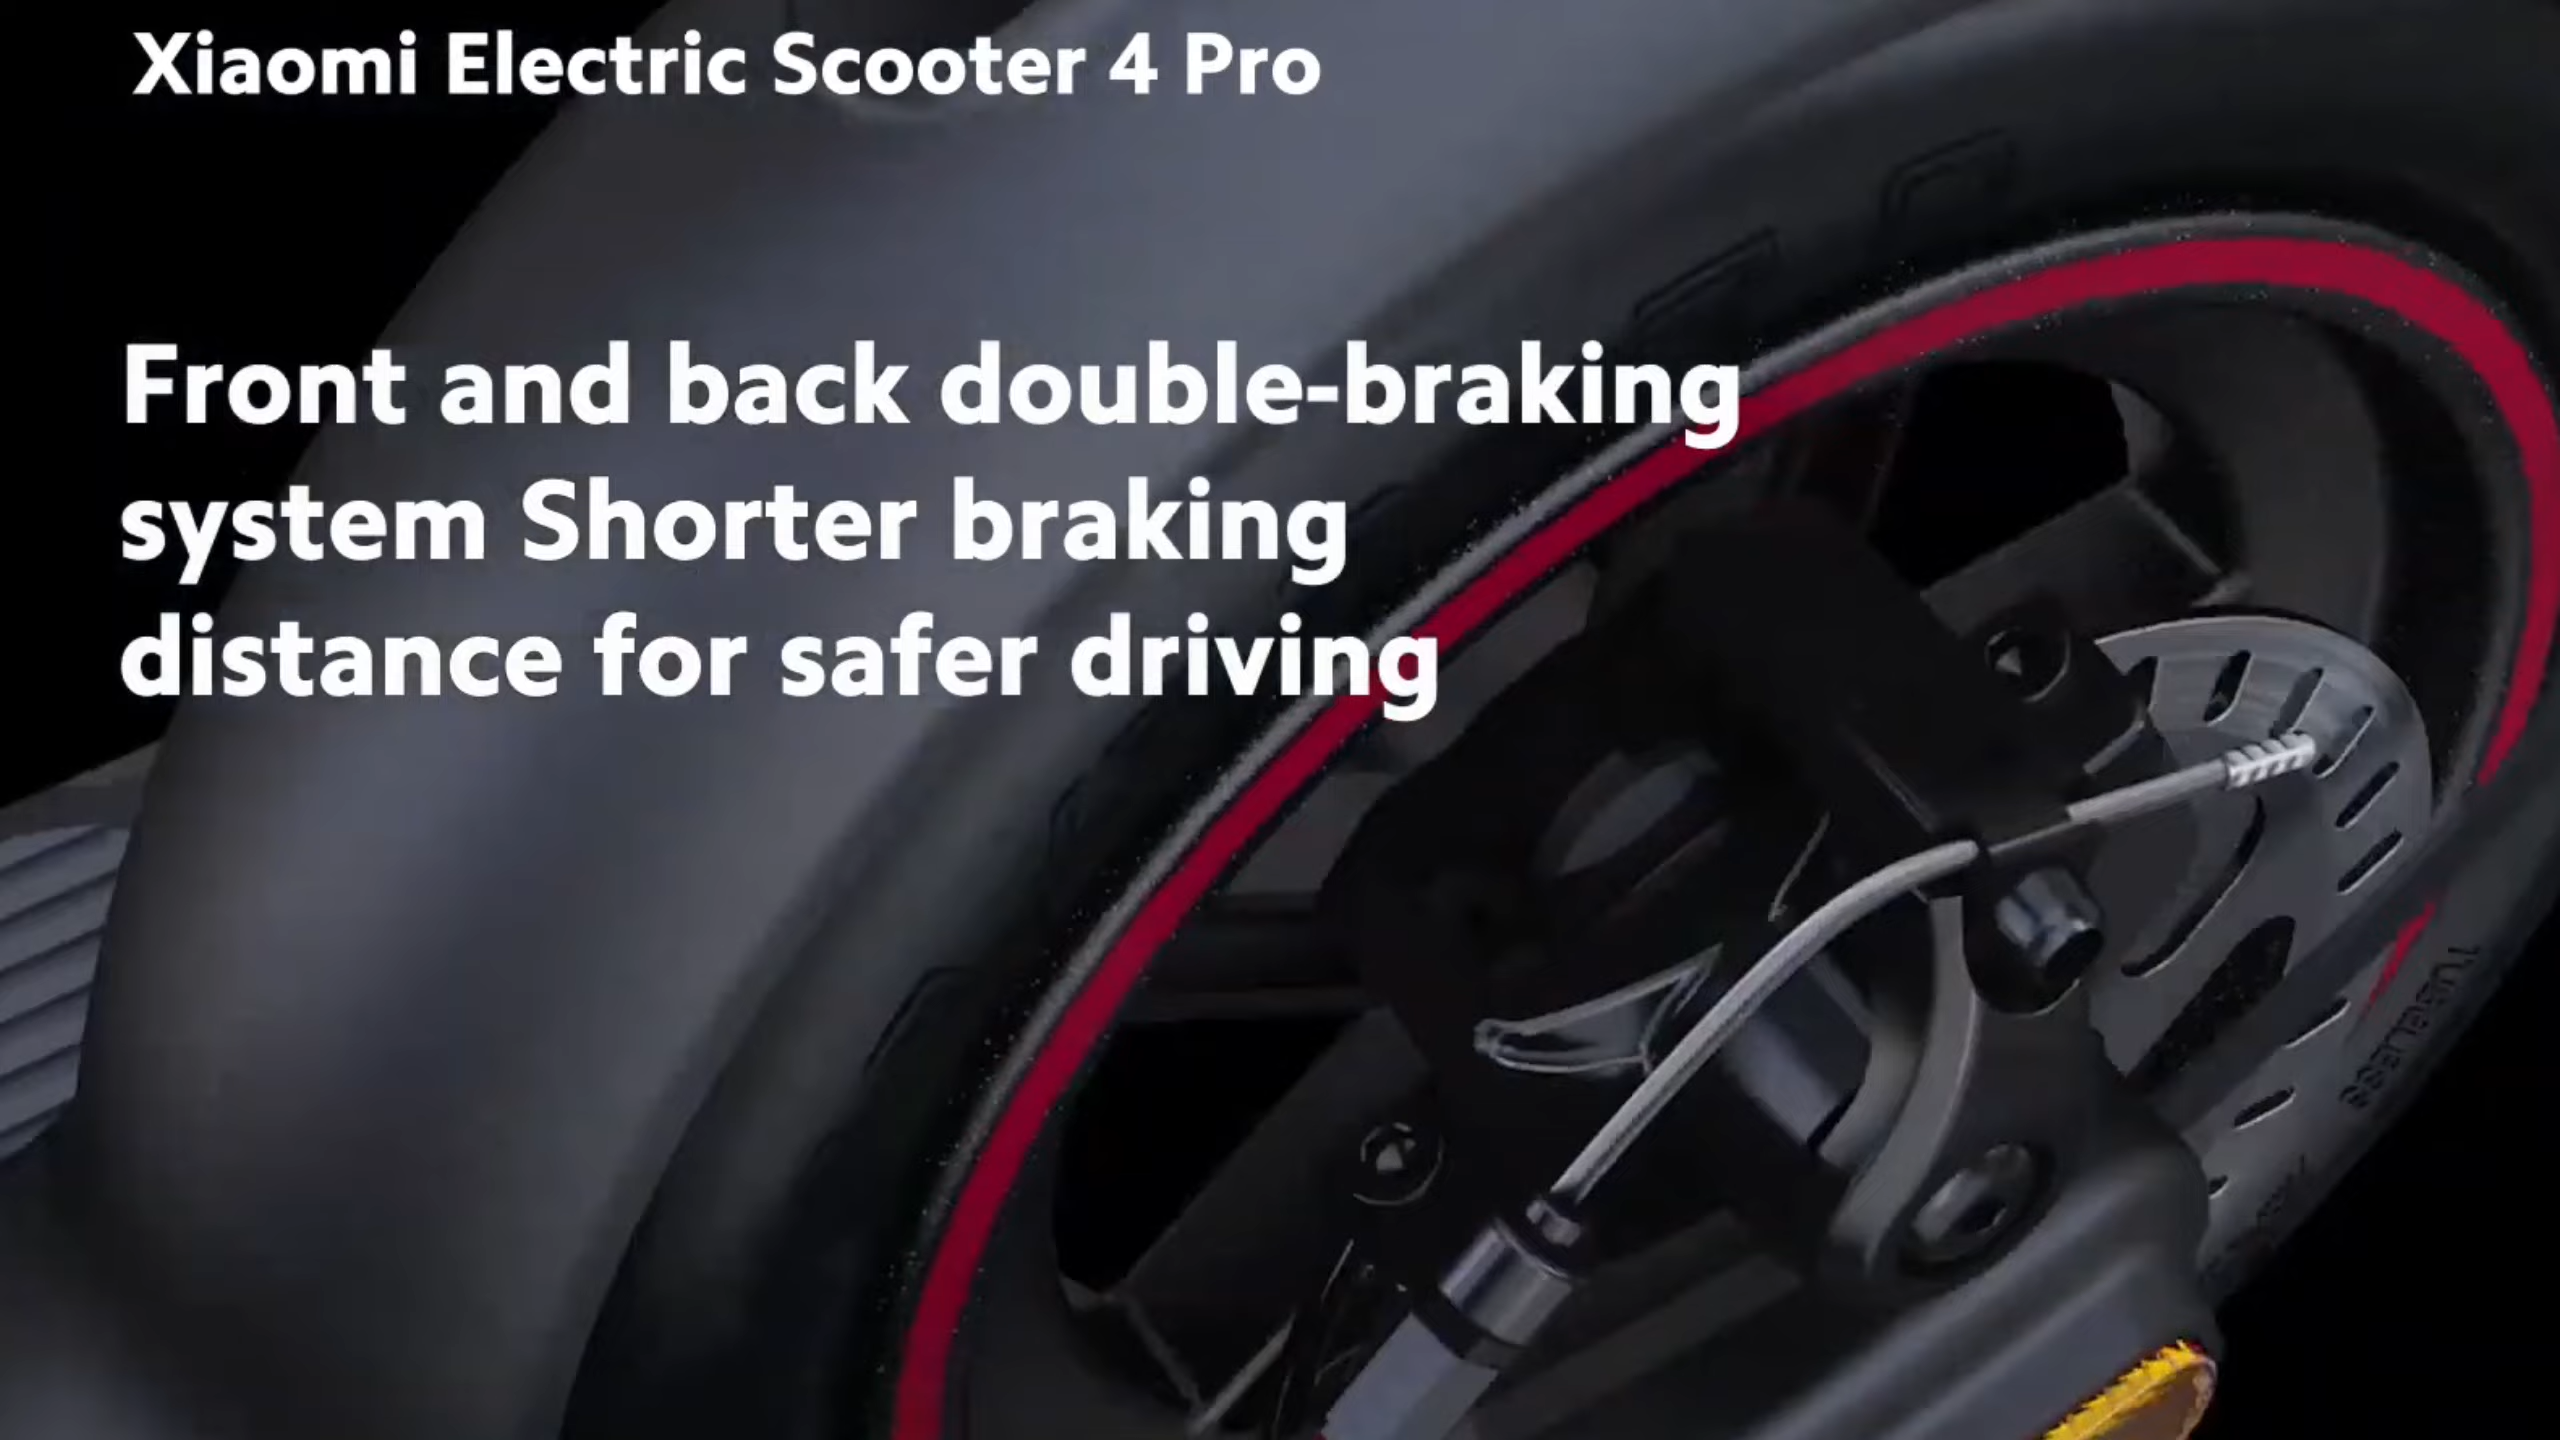 Xiaomi Electric Scooter 4 Pro
Front and back double-braking
system Shorter braking
distance for safer driving
TUBELESS